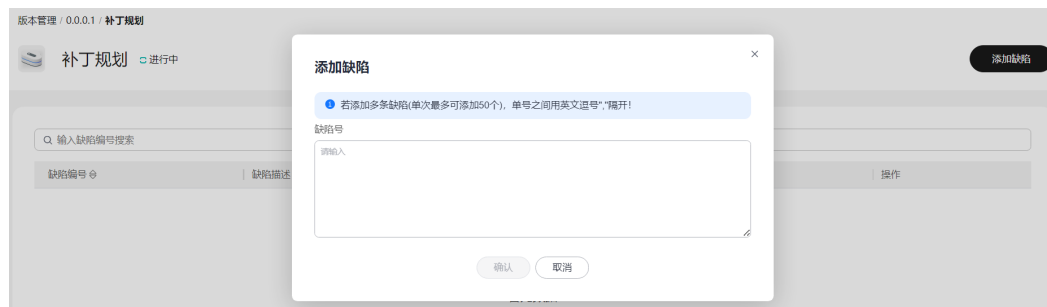 版本管理 / 0.0.0.1 / 补丁规划
补丁规划 进行中
添加缺陷
添加缺陷
若添加多条缺陷(单次最多可添加50个)，单号之间用英文逗号","隔开！
缺陷号
请输入
输入缺陷编号搜索
缺陷编号 缺陷描述 操作
确认 取消